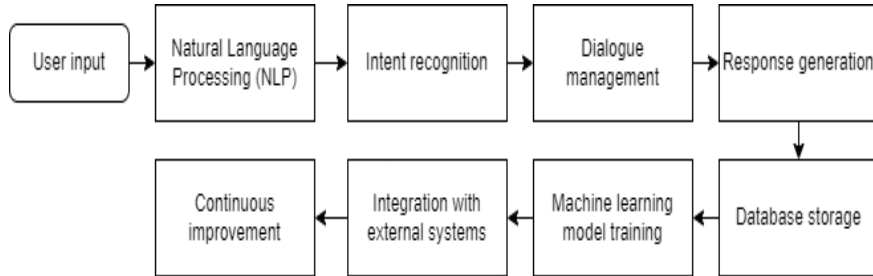 User input
Natural Language
Processing (NLP)
Intent recognition
Dialogue
management
Response generation
Database storage
Machine learning
model training
Integration with
external systems
Continuous
improvement